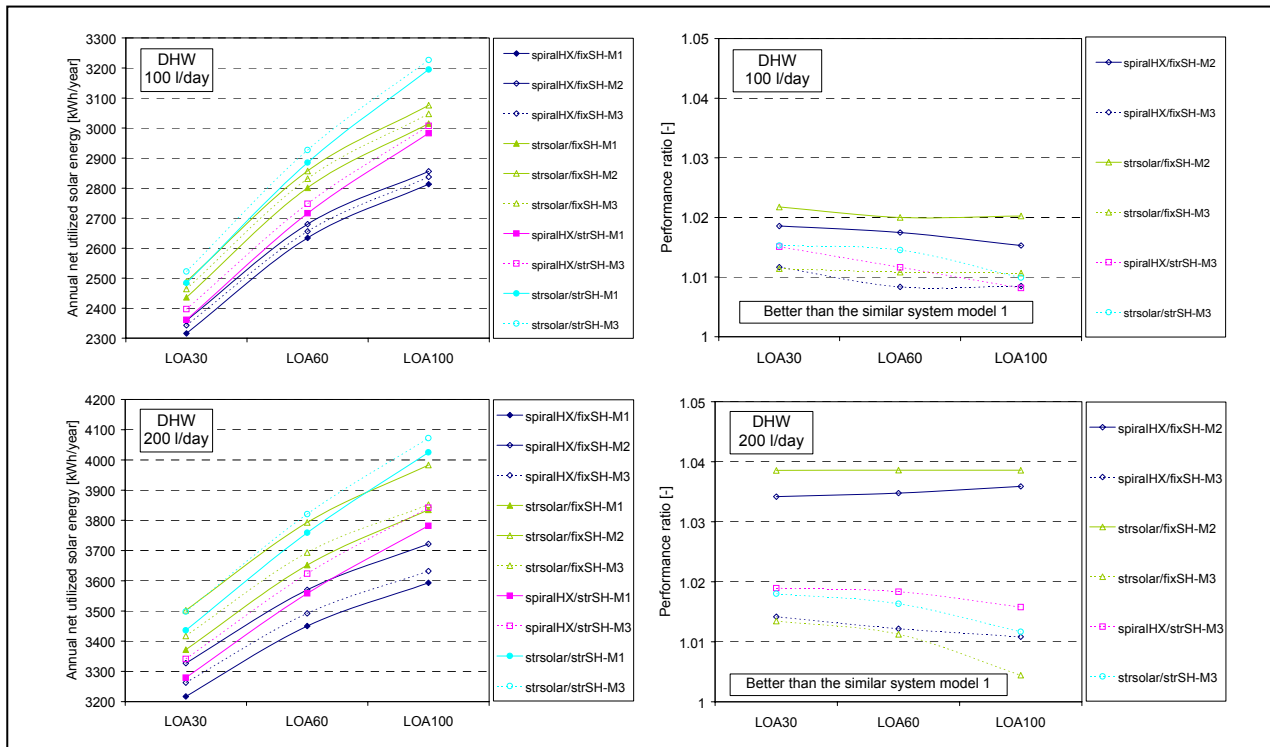 3300
3200
3100
3000
2900
2800
2700
2600
2500
2400
2300
Annual net utilized solar energy [kWh/year]
DHW
100 l/day
LOA30
LOA60
LOA100
spiralHX/fixSH-M1
spiralHX/fixSH-M2
spiralHX/fixSH-M3
strsolar/fixSH-M1
strsolar/fixSH-M2
strsolar/fixSH-M3
spiralHX/strSH-M1
spiralHX/strSH-M3
strsolar/strSH-M1
strsolar/strSH-M3
1.05
1.04
1.03
1.02
1.01
1
Performance ratio [-]
DHW
100 l/day
Better than the similar system model 1
LOA30
LOA60
LOA100
spiralHX/fixSH-M2
spiralHX/fixSH-M3
strsolar/fixSH-M2
strsolar/fixSH-M3
spiralHX/strSH-M3
strsolar/strSH-M3
4200
4100
4000
3900
3800
3700
3600
3500
3400
3300
3200
Annual net utilized solar energy [kWh/year]
DHW
200 l/day
LOA30
LOA60
LOA100
spiralHX/fixSH-M1
spiralHX/fixSH-M2
spiralHX/fixSH-M3
strsolar/fixSH-M1
strsolar/fixSH-M2
strsolar/fixSH-M3
spiralHX/strSH-M1
spiralHX/strSH-M3
strsolar/strSH-M1
strsolar/strSH-M3
1.05
1.04
1.03
1.02
1.01
1
Performance ratio [-]
DHW
200 l/day
Better than the similar system model 1
LOA30
LOA60
LOA100
spiralHX/fixSH-M2
spiralHX/fixSH-M3
strsolar/fixSH-M2
strsolar/fixSH-M3
spiralHX/strSH-M3
strsolar/strSH-M3